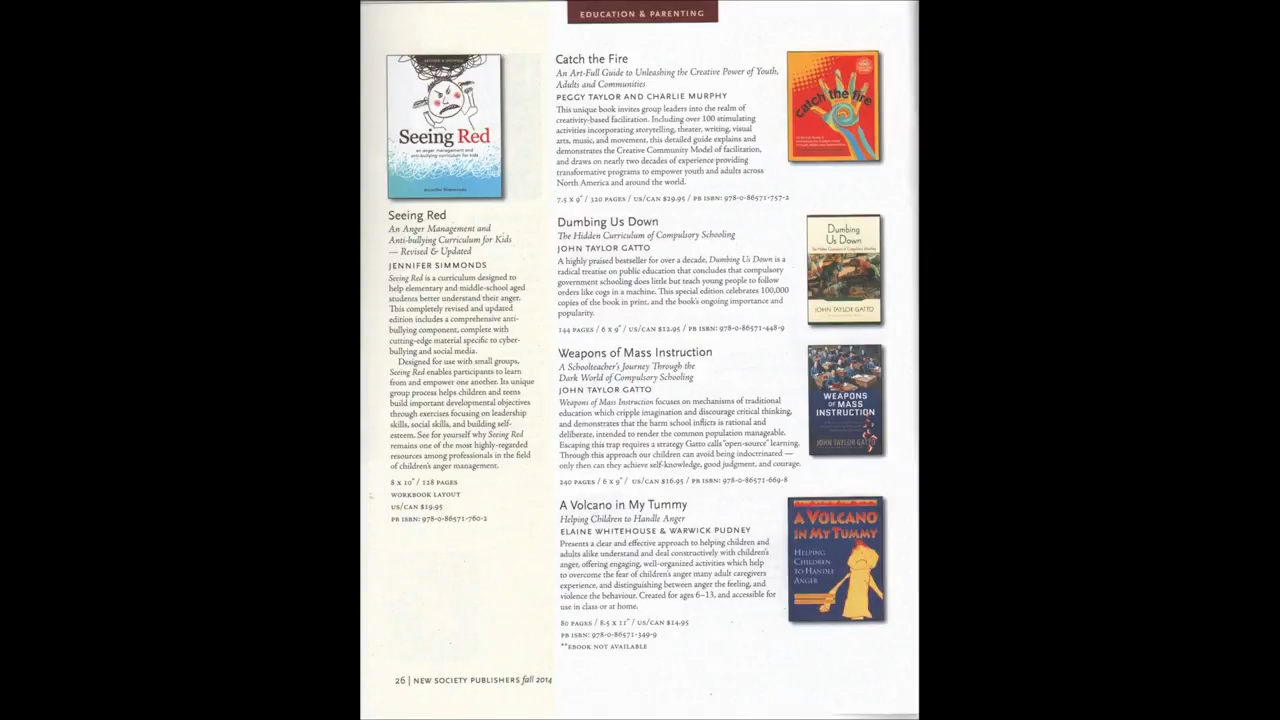 EDUCATION & PARENTING
Seeing Red
an anger management and
anti-bullying curriculum for kids
Jennifer Simmonds
Seeing Red
An Anger Management and
Anti-bullying Curriculum for Kids
— Revised & Updated
JENNIFER SIMMONDS
Seeing Red is a curriculum designed to
help elementary and middle-school aged
students better understand their anger.
This completely revised and updated
edition includes a comprehensive anti-
bullying component, complete with
cutting-edge material specific to cyber-
bullying and social media.
Designed for use with small groups,
Seeing Red enables participants to learn
from and empower one another. Its unique
group process helps children and teens
build important developmental objectives
through exercises focusing on leadership
skills, social skills, and building self-
esteem. See for yourself why Seeing Red
remains one of the most highly-regarded
resources among professionals in the field
of children's anger management.
8 X 10" / 128 PAGES
WORKBOOK LAYOUT
US/CAN $19.95
PB ISBN: 978-0-86571-760-2
Catch the Fire
An Art-Full Guide to Unleashing the Creative Power of Youth,
Adults and Communities
PEGGY TAYLOR AND CHARLIE MURPHY
This unique book invites group leaders into the realm of
creativity-based facilitation. Including over 100 stimulating
activities incorporating storytelling, theater, writing, visual
arts, music, and movement, this detailed guide explains and
demonstrates the Creative Community Model of facilitation,
and draws on nearly two decades of experience providing
transformative programs to empower youth and adults across
North America and around the world.
7.5 X 9" / 320 PAGES / US/CAN $29.95 / PB ISBN: 978-0-86571-757-2
catch the fire
Dumbing Us Down
The Hidden Curriculum of Compulsory Schooling
JOHN TAYLOR GATTO
A highly praised bestseller for over a decade, Dumbing Us Down is a
radical treatise on public education that concludes that compulsory
government schooling does little but teach young people to follow
orders like cogs in a machine. This special edition celebrates 100,000
copies of the book in print, and the book's ongoing importance and
popularity.
144 PAGES / 6 X 9" / US/CAN $12.95 / PB ISBN: 978-0-86571-448-9
Dumbing
Us Down
The Hidden Curriculum of Compulsory Schooling
JOHN TAYLOR GATTO
Weapons of Mass Instruction
A Schoolteacher's Journey Through the
Dark World of Compulsory Schooling
JOHN TAYLOR GATTO
Weapons of Mass Instruction focuses on mechanisms of traditional
education which cripple imagination and discourage critical thinking,
and demonstrates that the harm school inflicts is rational and
deliberate, intended to render the common population manageable.
Escaping this trap requires a strategy Gatto calls "open-source" learning.
Through this approach our children can avoid being indoctrinated —
only then can they achieve self-knowledge, good judgment, and courage.
240 PAGES / 6 X 9" / US/CAN $16.95 / PB ISBN: 978-0-86571-669-8
WEAPONS
OF MASS
INSTRUCTION
JOHN TAYLOR GATTO
A Volcano in My Tummy
Helping Children to Handle Anger
ELAINE WHITEHOUSE & WARWICK PUDNEY
Presents a clear and effective approach to helping children and
adults alike understand and deal constructively with children's
anger, offering engaging, well-organized activities which help
to overcome the fear of children's anger many adult caregivers
experience, and distinguishing between anger the feeling, and
violence the behaviour. Created for ages 6–13, and accessible for
use in class or at home.
80 PAGES / 8.5 X 11" / US/CAN $14.95
PB ISBN: 978-0-86571-349-9
**EBOOK NOT AVAILABLE
A VOLCANO
IN MY TUMMY
HELPING
CHILDREN
TO HANDLE
ANGER
26 | NEW SOCIETY PUBLISHERS fall 2014